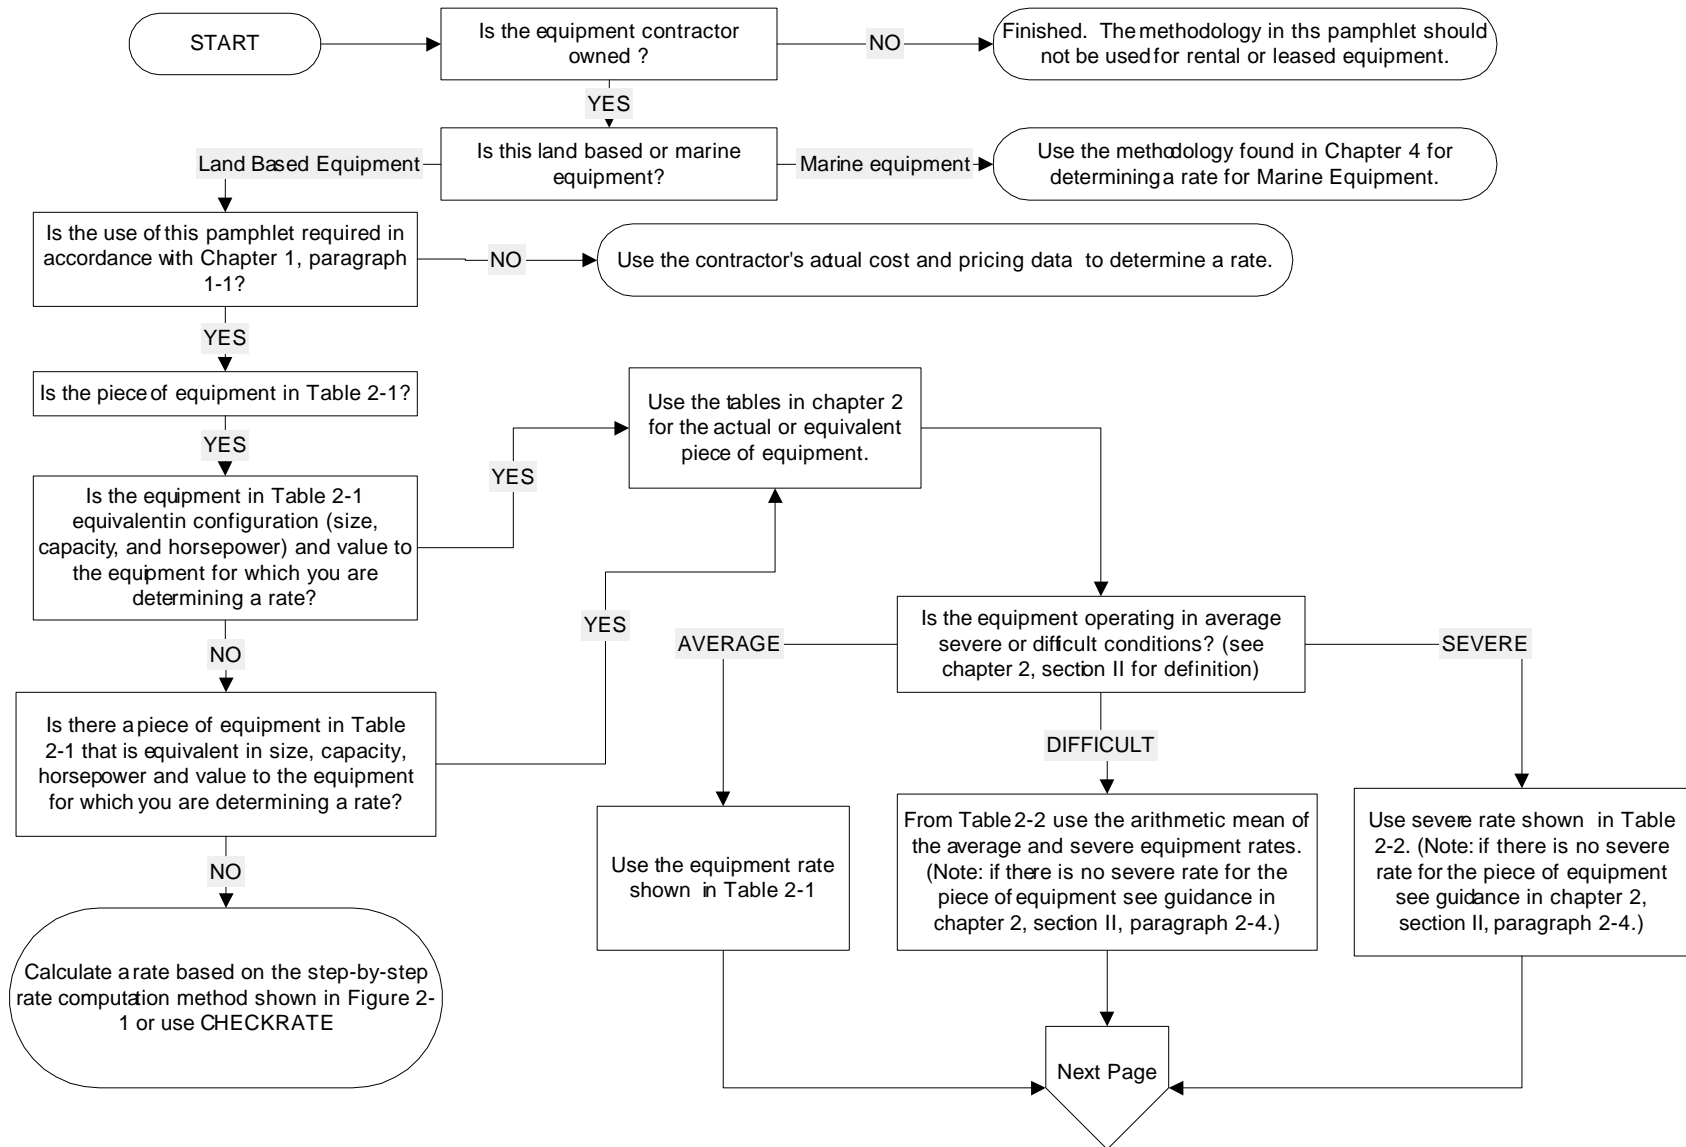 START
Is the equipment contractor
owned ?
NO
Finished. The methodology in ths pamphlet should
not be used for rental or leased equipment.
YES
Land Based Equipment
Is this land based or marine
equipment?
Marine equipment
Use the methodology found in Chapter 4 for
determining a rate for Marine Equipment.
Is the use of this pamphlet required in
accordance with Chapter 1, paragraph
1-1?
NO
Use the contractor's actual cost and pricing data to determine a rate.
YES
Is the piece of equipment in Table 2-1?
YES
Is the equipment in Table 2-1
equivalent in configuration (size,
capacity, and horsepower) and value to
the equipment for which you are
determining a rate?
YES
Use the tables in chapter 2
for the actual or equivalent
piece of equipment.
NO
Is there a piece of equipment in Table
2-1 that is equivalent in size, capacity,
horsepower and value to the equipment
for which you are determining a rate?
YES
NO
Calculate a rate based on the step-by-step
rate computation method shown in Figure 2-
1 or use CHECKRATE
Is the equipment operating in average
severe or difficult conditions? (see
chapter 2, section II for definition)
AVERAGE
SEVERE
DIFFICULT
Use the equipment rate
shown in Table 2-1
From Table 2-2 use the arithmetic mean of
the average and severe equipment rates.
(Note: if there is no severe rate for the
piece of equipment see guidance in
chapter 2, section II, paragraph 2-4.)
Use severe rate shown in Table
2-2. (Note: if there is no severe
rate for the piece of equipment
see guidance in chapter 2,
section II, paragraph 2-4.)
Next Page